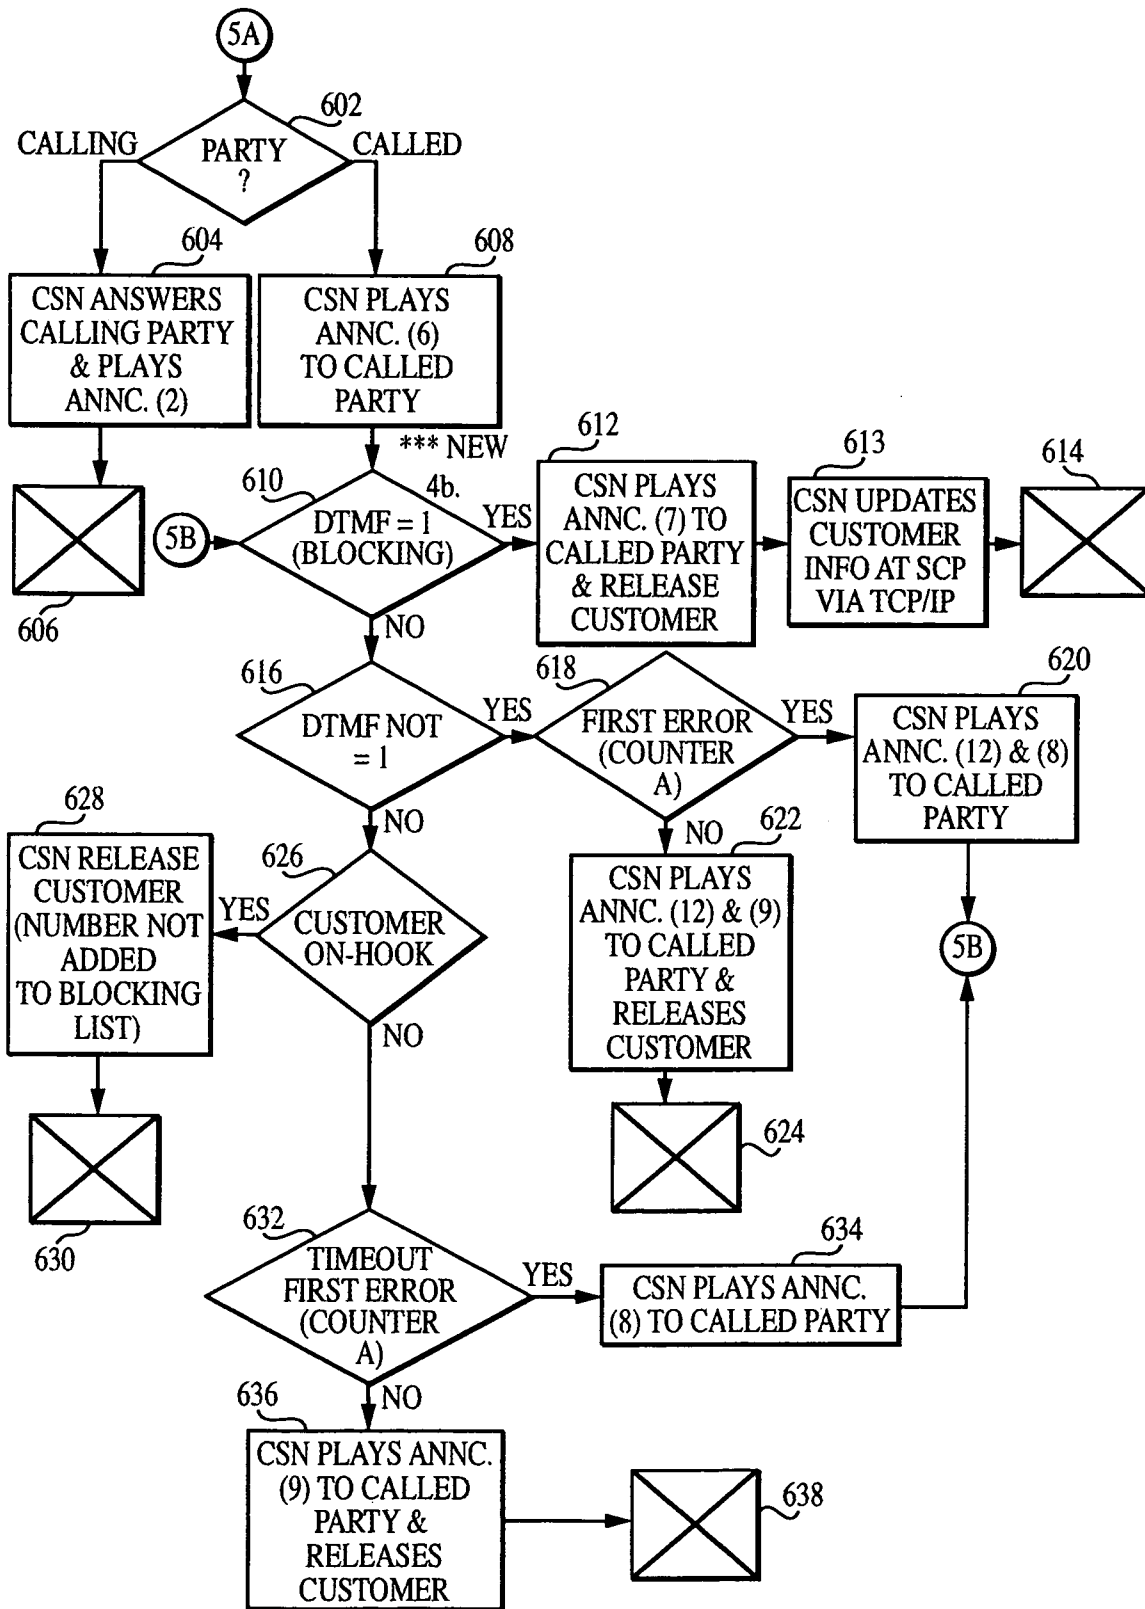 5A
602
CALLING
PARTY
?
CALLED
604
608
CSN ANSWERS
CALLING PARTY
& PLAYS
ANNC. (2)
CSN PLAYS
ANNC. (6)
TO CALLED
PARTY
*** NEW
606
5B
610
4b.
DTMF = 1
(BLOCKING)
YES
NO
612
CSN PLAYS
ANNC. (7) TO
CALLED PARTY
& RELEASE
CUSTOMER
613
CSN UPDATES
CUSTOMER
INFO AT SCP
VIA TCP/IP
614
616
DTMF NOT
= 1
YES
NO
618
FIRST ERROR
(COUNTER
A)
YES
NO
620
CSN PLAYS
ANNC. (12) & (8)
TO CALLED
PARTY
5B
622
CSN PLAYS
ANNC. (12) & (9)
TO CALLED
PARTY &
RELEASES
CUSTOMER
624
626
CUSTOMER
ON-HOOK
YES
NO
628
CSN RELEASE
CUSTOMER
(NUMBER NOT
ADDED
TO BLOCKING
LIST)
630
632
TIMEOUT
FIRST ERROR
(COUNTER
A)
YES
NO
634
CSN PLAYS ANNC.
(8) TO CALLED PARTY
636
CSN PLAYS ANNC.
(9) TO CALLED
PARTY &
RELEASES
CUSTOMER
638